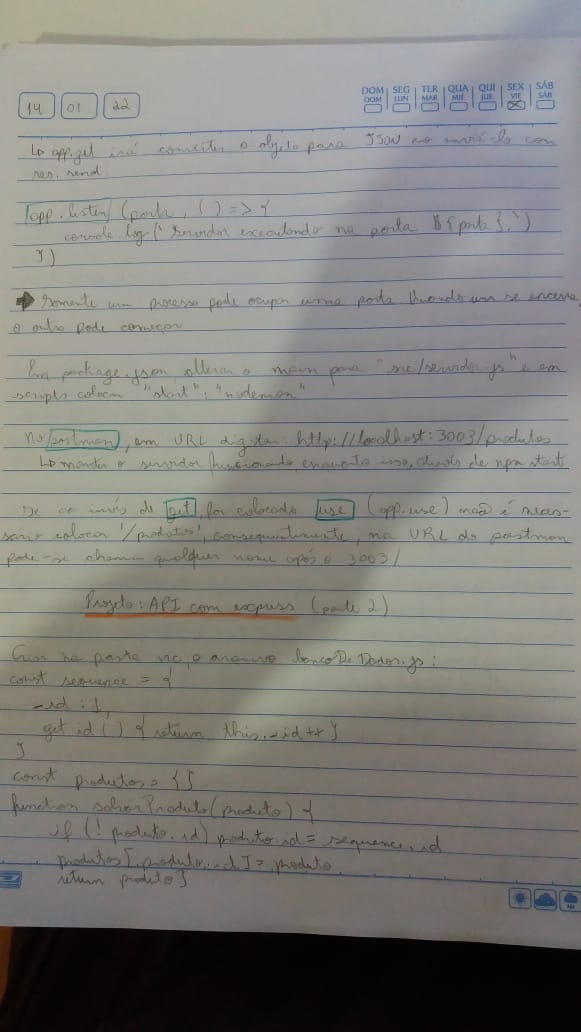 14 01 22
DOM SEG TER QUA QUI SEX SÁB
DOM LUN MAR MIÉ JUE VIE SÁB
↳ app.get irá converter o objeto para JSON ao enviá-lo com
res.send
app.listen (porta, () => {
console.log(`Servidor executando na porta ${porta}.`)
})
➡ Somente um processo pode ocupar uma porta. Quando um se encerra,
o outro pode começar
Em package.json, alterar o main para "src/servidor.js" e em
scripts colocar "start": "nodemon"
No postman, em URL digitar: http://localhost:3003/produtos
↳ manter o servidor funcionando enquanto isso, através de npm start
Se ao invés de get, for colocado use (app.use) não é neces-
sário colocar '/produtos', consequentemente, na URL do postman
pode-se chamar qualquer nome após o 3003/
Projeto: API com express (parte 2)
Criar na pasta src, o arquivo bancoDeDados.js:
const sequence = {
_id: 1,
get id() { return this._id++ }
}
const produtos = {}
function salvarProduto(produto) {
if (!produto.id) produto.id = sequence.id
produtos[produto.id] = produto
return produto}